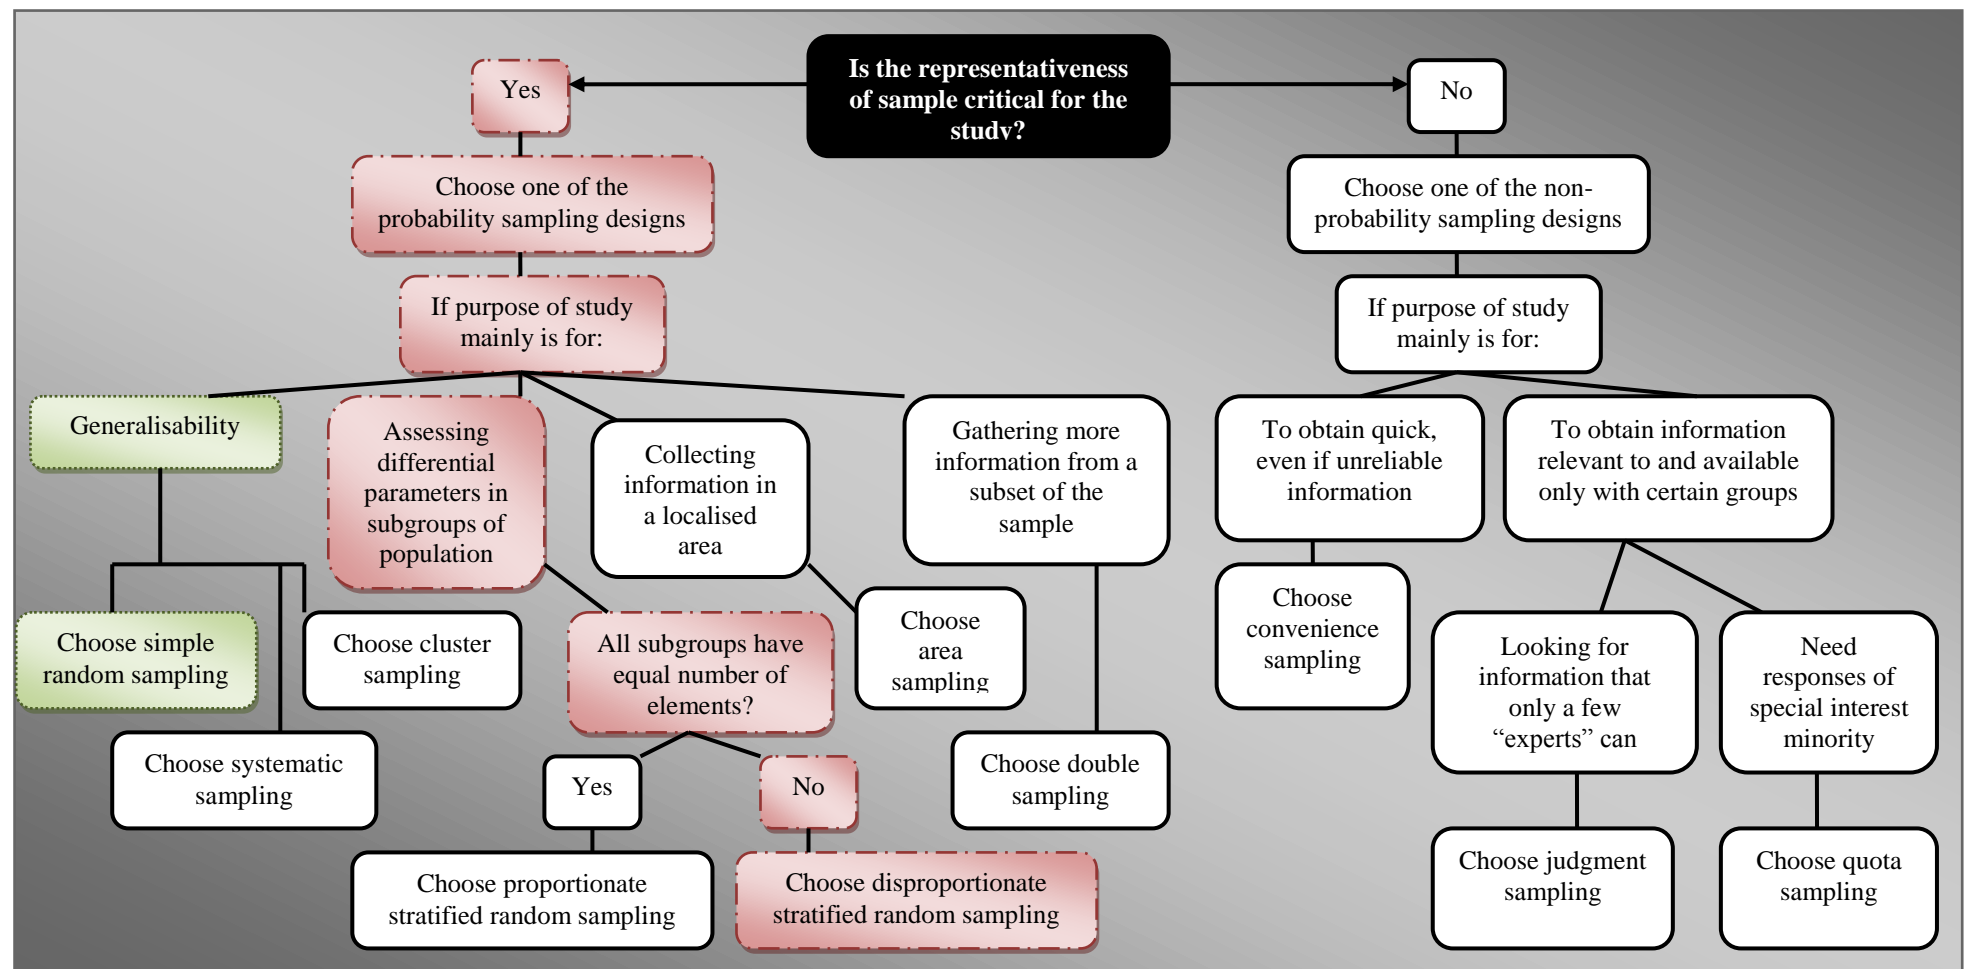 Is the representativeness
of sample critical for the
study?
Yes
No
Choose one of the
probability sampling designs
Choose one of the non-
probability sampling designs
If purpose of study
mainly is for:
If purpose of study
mainly is for:
Generalisability
Assessing
differential
parameters in
subgroups of
population
Collecting
information in
a localised
area
Gathering more
information from a
subset of the
sample
To obtain quick,
even if unreliable
information
To obtain information
relevant to and available
only with certain groups
Choose simple
random sampling
Choose cluster
sampling
All subgroups have
equal number of
elements?
Choose
area
sampling
Choose
convenience
sampling
Looking for
information that
only a few
“experts” can
Need
responses of
special interest
minority
Choose systematic
sampling
Yes
No
Choose double
sampling
Choose proportionate
stratified random sampling
Choose disproportionate
stratified random sampling
Choose judgment
sampling
Choose quota
sampling